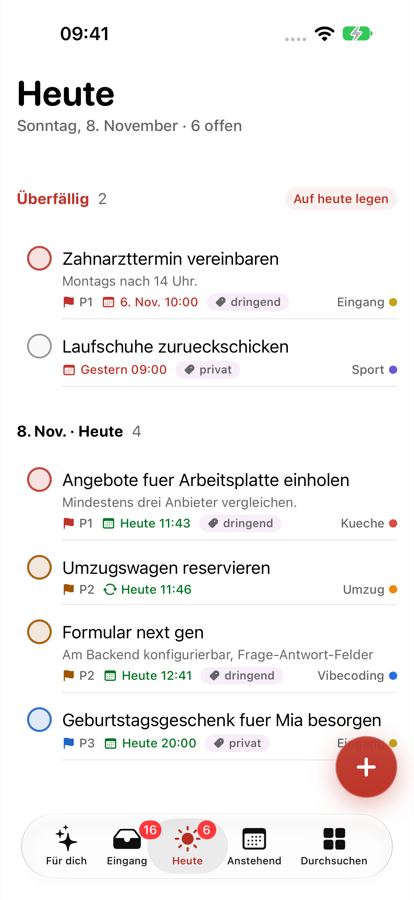 09:41
Heute
Sonntag, 8. November · 6 offen
Überfällig 2 Auf heute legen
Zahnarzttermin vereinbaren
Montags nach 14 Uhr.
P1 6. Nov. 10:00 dringend Eingang
Laufschuhe zurueckschicken
Gestern 09:00 privat Sport
8. Nov. · Heute 4
Angebote fuer Arbeitsplatte einholen
Mindestens drei Anbieter vergleichen.
P1 Heute 11:43 dringend Kueche
Umzugswagen reservieren
P2 Heute 11:46 Umzug
Formular next gen
Am Backend konfigurierbar, Frage-Antwort-Felder
P2 Heute 12:41 dringend Vibecoding
Geburtstagsgeschenk fuer Mia besorgen
P3 Heute 20:00 privat Eingang
16 6
Für dich Eingang Heute Anstehend Durchsuchen